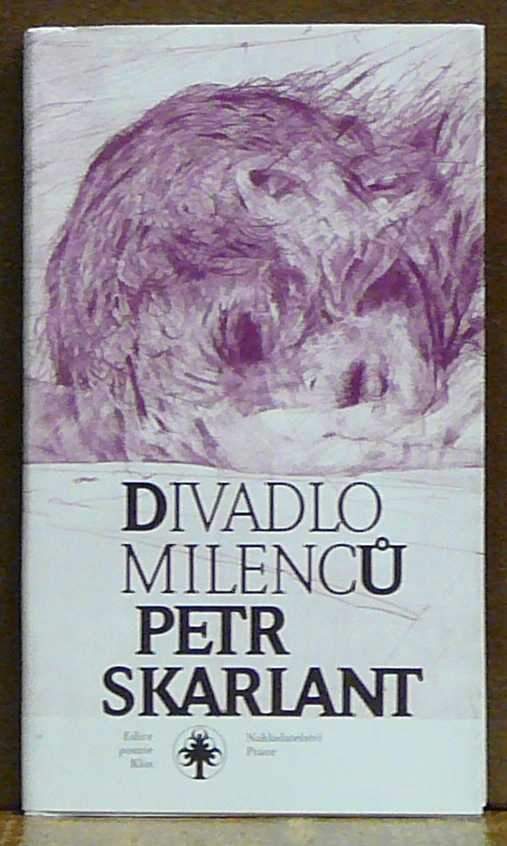 DIVADLO
MILENCŮ
PETR
SKARLANT
Edice
poezie
Klas
Nakladatelství
Práce